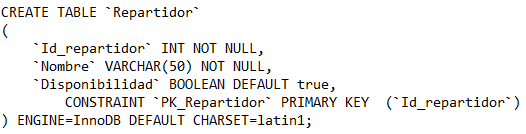 CREATE TABLE `Repartidor`
(
    `Id_repartidor` INT NOT NULL,
    `Nombre` VARCHAR(50) NOT NULL,
    `Disponibilidad` BOOLEAN DEFAULT true,
        CONSTRAINT `PK_Repartidor` PRIMARY KEY  (`Id_repartidor`)
) ENGINE=InnoDB DEFAULT CHARSET=latin1;